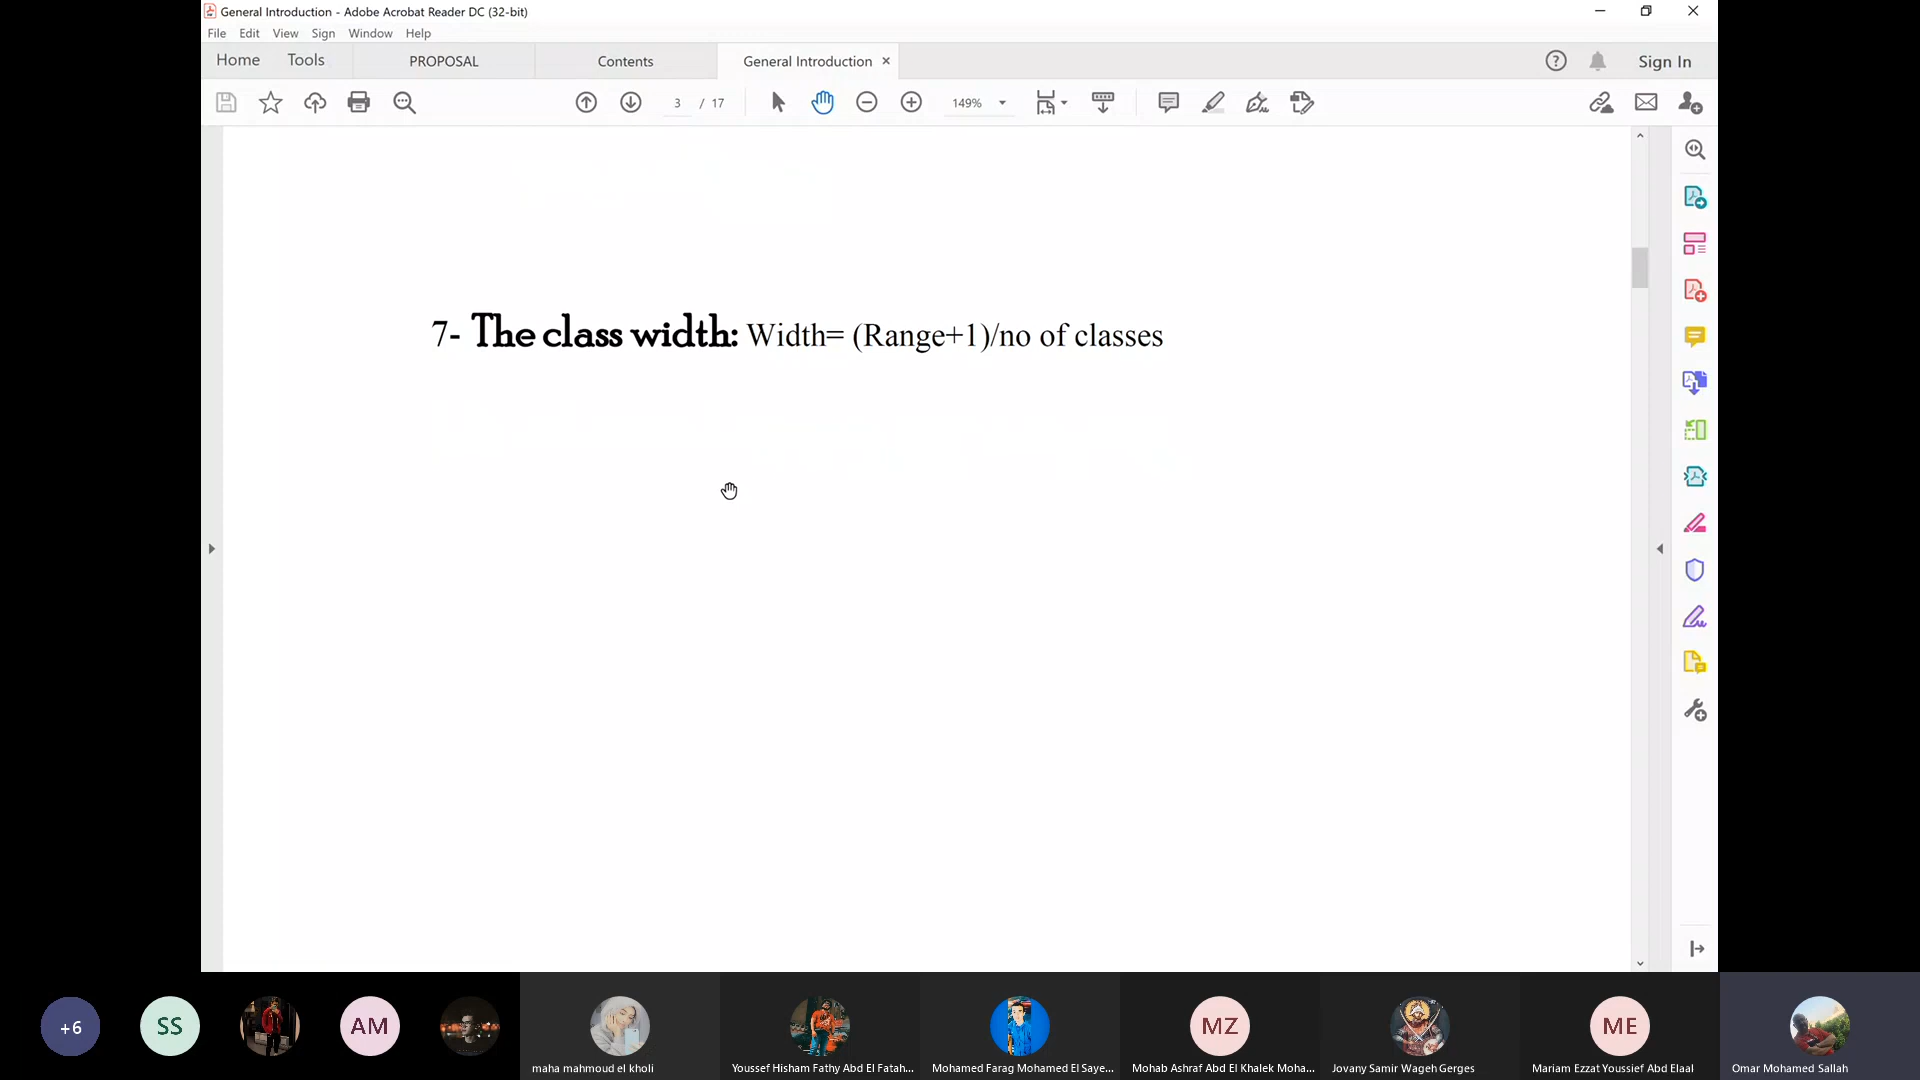 General Introduction - Adobe Acrobat Reader DC (32-bit)
File Edit View Sign Window Help
Home Tools PROPOSAL Contents General Introduction Sign In
3 / 17 149%
7- The class width: Width= (Range+1)/no of classes
+6 SS AM MZ ME
maha mahmoud el kholi Youssef Hisham Fathy Abd El Fatah... Mohamed Farag Mohamed El Saye... Mohab Ashraf Abd El Khalek Moha... Jovany Samir Wageh Gerges Mariam Ezzat Youssief Abd Elaal Omar Mohamed Sallah